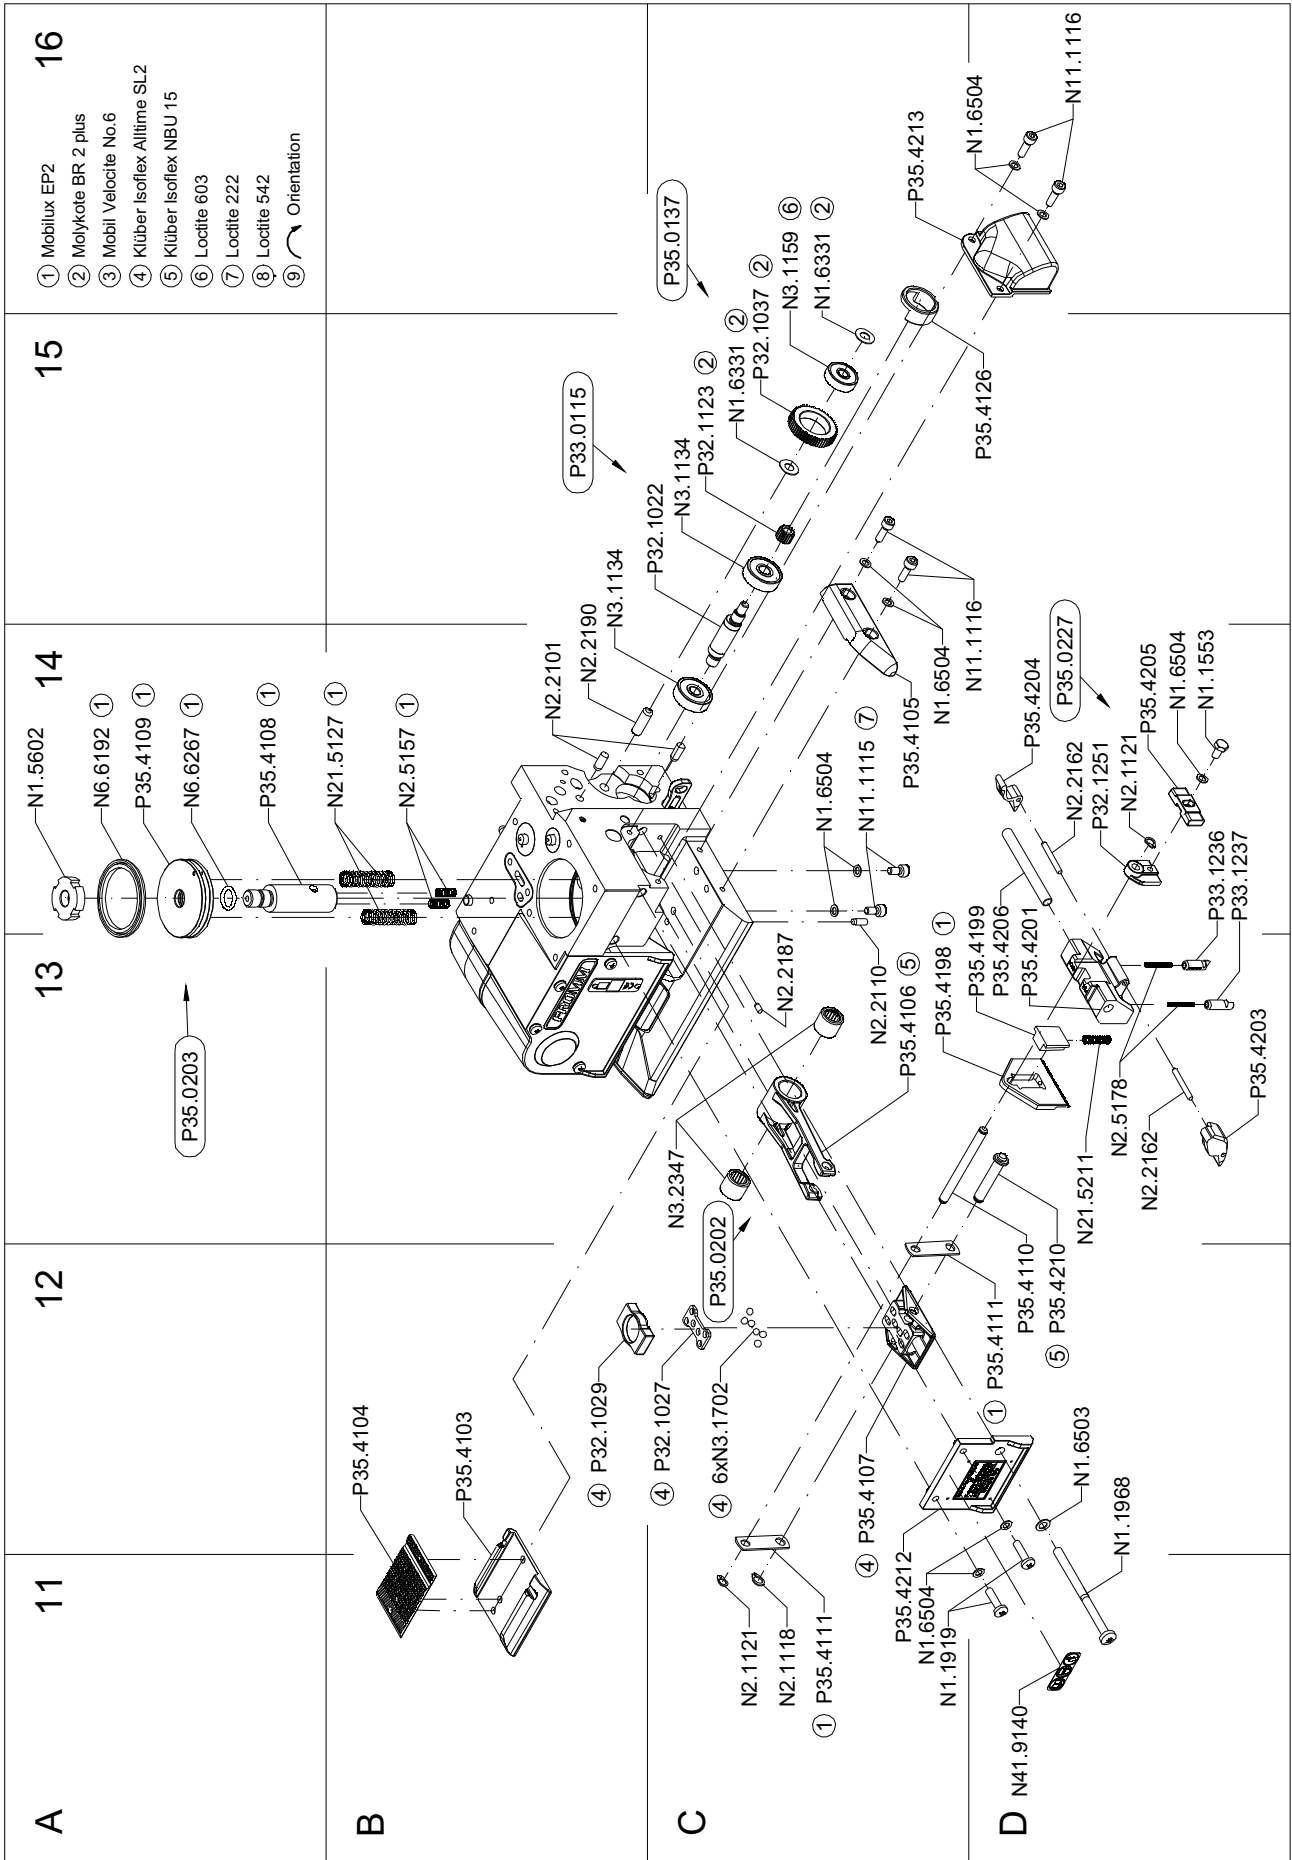 A
B
C
D
11
12
13
14
15
16
① Mobilux EP2
② Molykote BR 2 plus
③ Mobil Velocite No.6
④ Klüber Isoflex Alltime SL2
⑤ Klüber Isoflex NBU 15
⑥ Loctite 603
⑦ Loctite 222
⑧ Loctite 542
⑨ Orientation
N1.5602
N6.6192 ①
P35.4109 ①
N6.6267 ①
P35.4108 ①
N21.5127 ①
N2.5157 ①
P35.0203
P35.4104
P35.4103
④ P32.1029
④ P32.1027
④ 6xN3.1702
FROMM
N2.2101
N2.2190
N3.1134
P32.1022
N3.1134
P32.1123 ②
N1.6331 ②
P32.1037 ②
N3.1159 ⑥
N1.6331 ②
P33.0115
P35.0137
P35.4213
N1.6504
N11.1116
P35.4126
N11.1116
N1.6504
P35.4105
N1.6504
N11.1115 ⑦
N2.2187
N2.2110
P35.4106 ⑤
N3.2347
P35.0202
P35.4198 ①
P35.4199
P35.4206
P35.4201
P35.4204
P35.0227
N2.2162
P32.1251
N2.1121
P35.4205
N1.6504
N1.1553
P33.1236
P33.1237
N21.5211
N2.5178
N2.2162
P35.4203
① P35.4111
P35.4110
⑤ P35.4210
④ P35.4107
N2.1121
N2.1118
① P35.4111
P35.4212
N1.6504
N1.1919
N41.9140
N1.6503
N1.1968